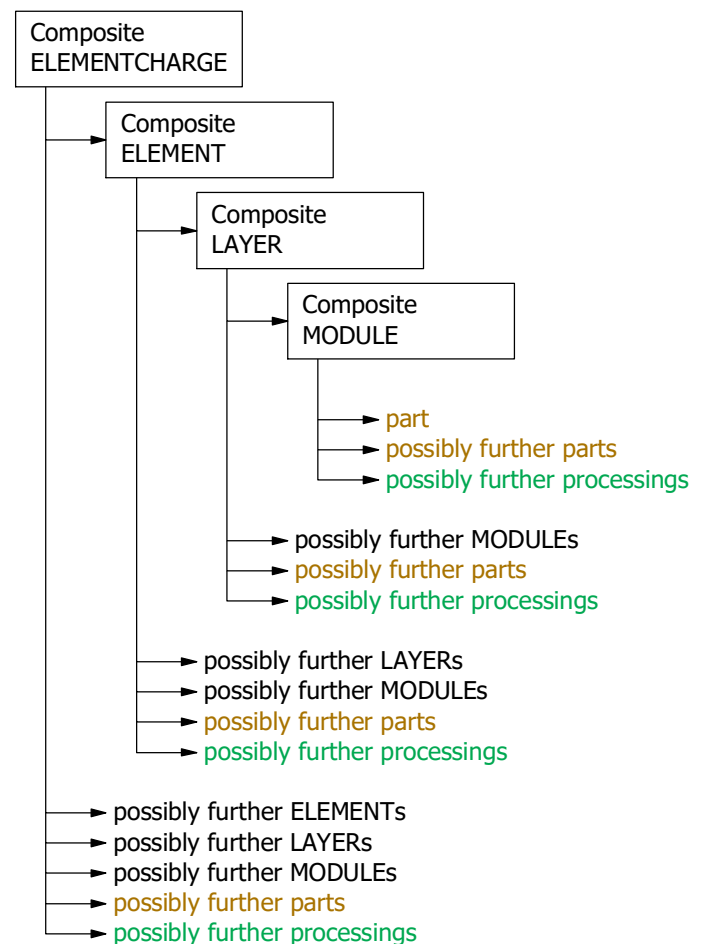 Composite
ELEMENTCHARGE
Composite
ELEMENT
Composite
LAYER
Composite
MODULE
part
possibly further parts
possibly further processings
possibly further MODULEs
possibly further parts
possibly further processings
possibly further LAYERs
possibly further MODULEs
possibly further parts
possibly further processings
possibly further ELEMENTs
possibly further LAYERs
possibly further MODULEs
possibly further parts
possibly further processings